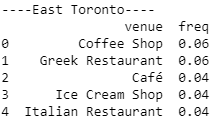 ----East Toronto----
venue freq
0 Coffee Shop 0.06
1 Greek Restaurant 0.06
2 Café 0.04
3 Ice Cream Shop 0.04
4 Italian Restaurant 0.04